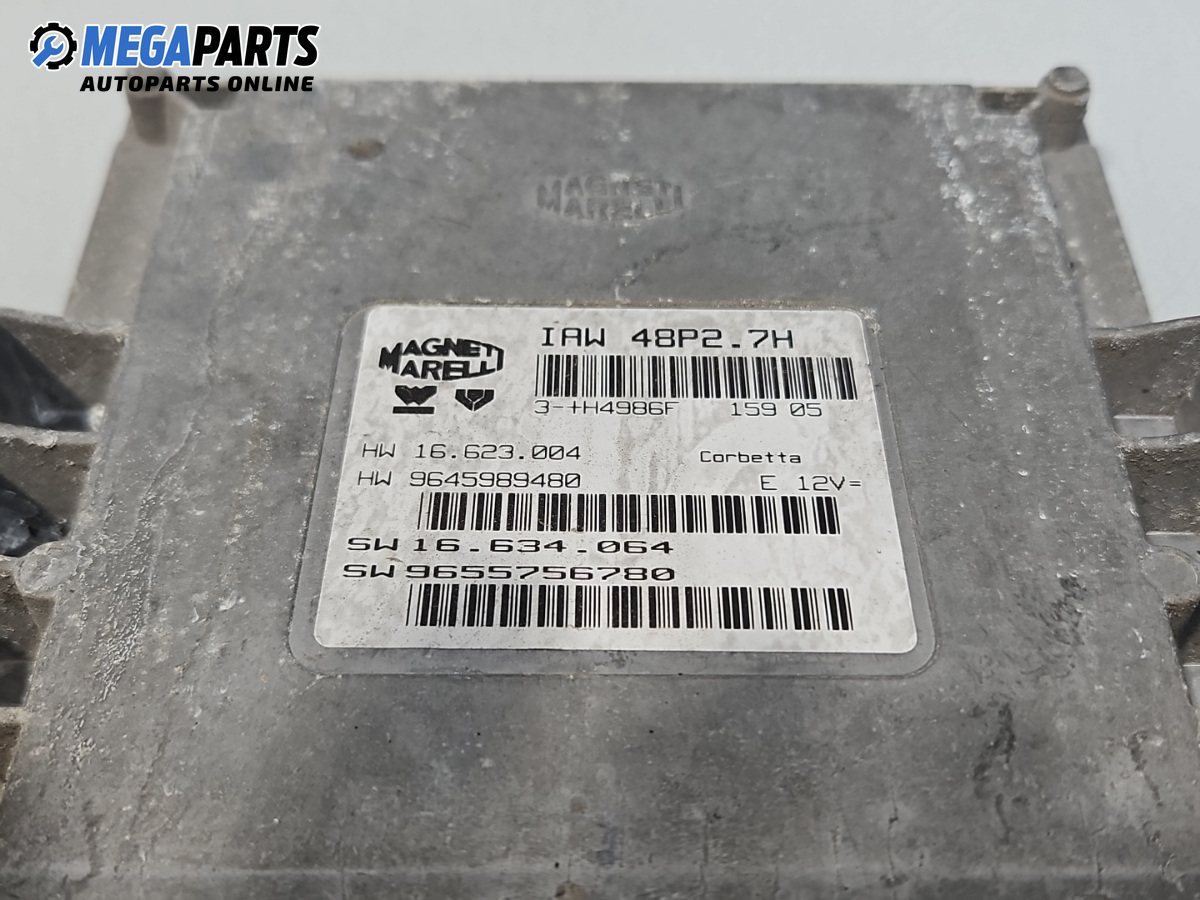 MEGAPARTS
AUTOPARTS ONLINE
MAGNETI
MARELLI
IAW 48P2.7H
MAGNETI
MARELLI
3-+H4986F 159 05
HW 16.623.004 Corbetta
HW 9645989480 E 12V=
SW 16.634.064
SW 9655756780